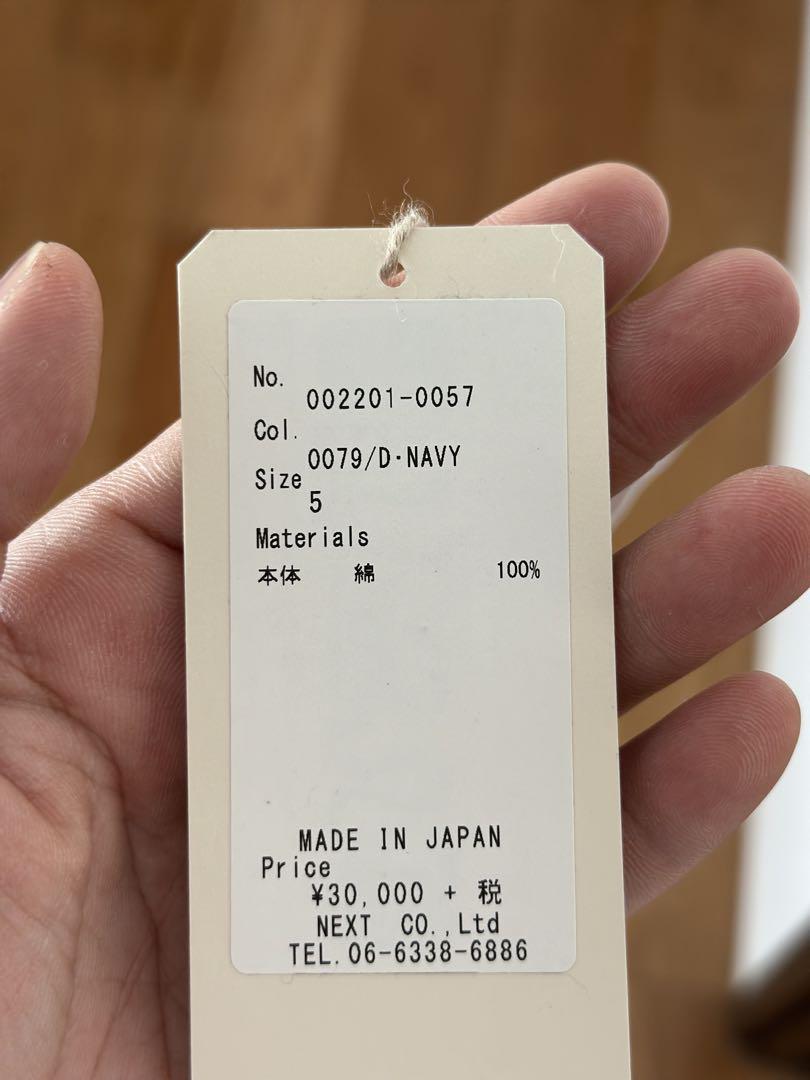 No.
002201-0057
Col.
0079/D･NAVY
Size
5
Materials
本体 綿 100%
MADE IN JAPAN
Price
¥30,000 + 税
NEXT CO.,Ltd
TEL.06-6338-6886